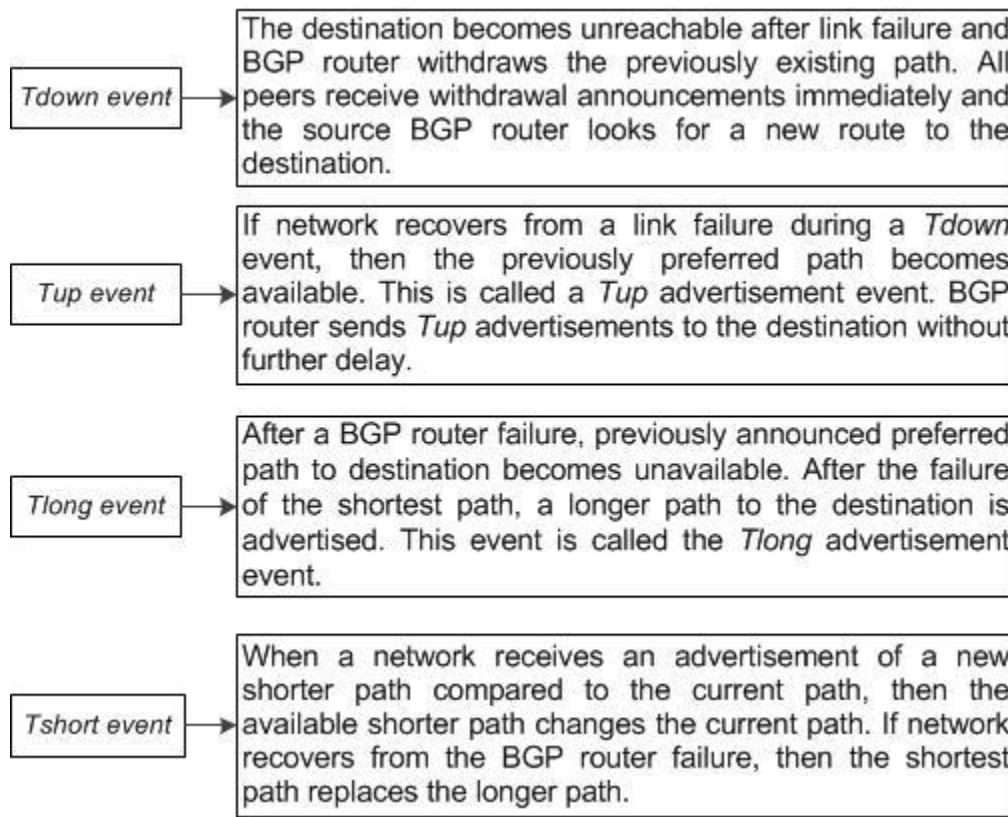 Tdown event
The destination becomes unreachable after link failure and
BGP router withdraws the previously existing path. All
peers receive withdrawal announcements immediately and
the source BGP router looks for a new route to the
destination.
Tup event
If network recovers from a link failure during a Tdown
event, then the previously preferred path becomes
available. This is called a Tup advertisement event. BGP
router sends Tup advertisements to the destination without
further delay.
Tlong event
After a BGP router failure, previously announced preferred
path to destination becomes unavailable. After the failure
of the shortest path, a longer path to the destination is
advertised. This event is called the Tlong advertisement
event.
Tshort event
When a network receives an advertisement of a new
shorter path compared to the current path, then the
available shorter path changes the current path. If network
recovers from the BGP router failure, then the shortest
path replaces the longer path.